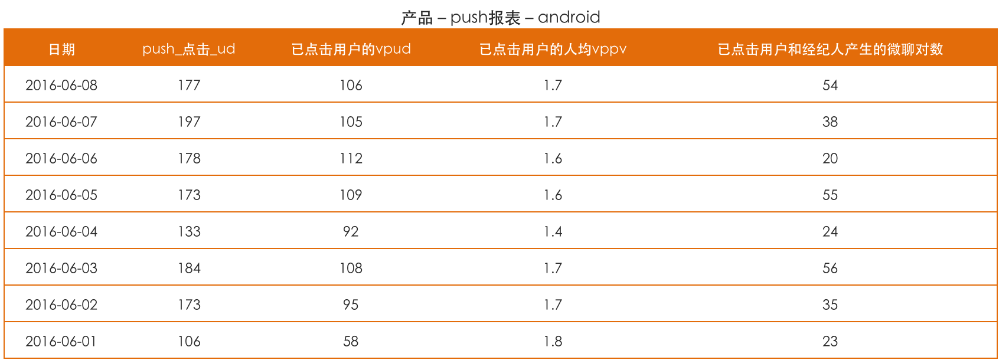 产品 – push报表 – android
日期 push_点击_ud 已点击用户的vpud 已点击用户的人均vppv 已点击用户和经纪人产生的微聊对数
2016-06-08 177 106 1.7 54
2016-06-07 197 105 1.7 38
2016-06-06 178 112 1.6 20
2016-06-05 173 109 1.6 55
2016-06-04 133 92 1.4 24
2016-06-03 184 108 1.7 56
2016-06-02 173 95 1.7 35
2016-06-01 106 58 1.8 23